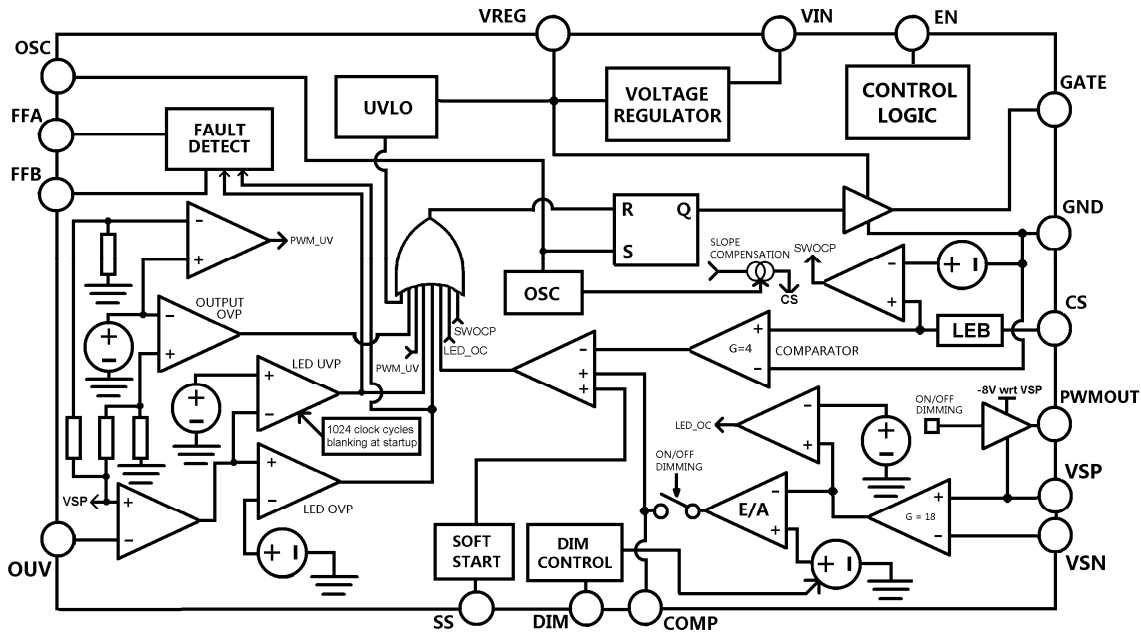 VREG
VIN
EN
OSC
FFA
FFB
FAULT
DETECT
UVLO
VOLTAGE
REGULATOR
CONTROL
LOGIC
GATE
GND
CS
PWMOUT
VSP
VSN
−
+
PWM_UV
R
Q
S
OSC
SLOPE
COMPENSATION
CS
SWOCP
−
+
+ I
LEB
OUTPUT
OVP
−
+
+
−
SWOCP
LED_OC
PWM_UV
−
+
+
G=4
+
−
COMPARATOR
LED UVP
+
−
+
−
1024 clock cycles
blanking at startup
LED_OC
−
+
+
−
ON/OFF
DIMMING
-8V wrt VSP
VSP
+
−
+
−
LED OVP
+ I
ON/OFF
DIMMING
E/A
−
+
G = 18
+
−
+ I
SOFT
START
DIM
CONTROL
OUV
SS
DIM
COMP